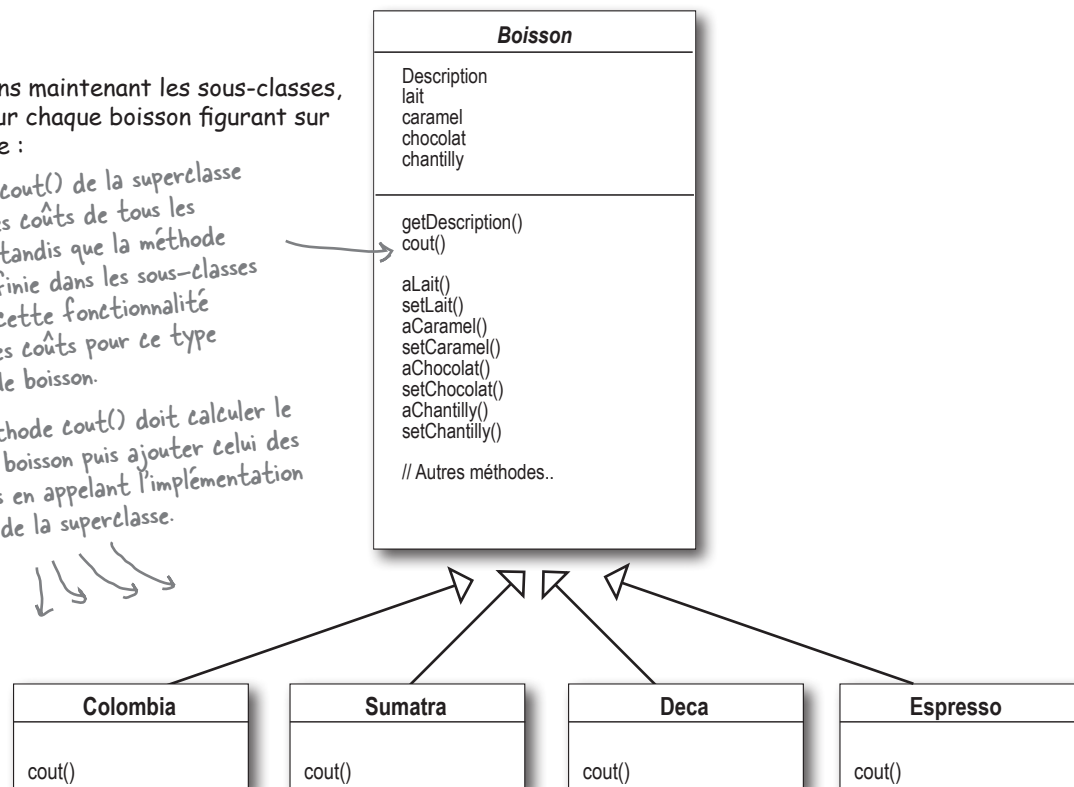 Boisson
Description
lait
caramel
chocolat
chantilly
getDescription()
cout()
aLait()
setLait()
aCaramel()
setCaramel()
aChocolat()
setChocolat()
aChantilly()
setChantilly()
// Autres méthodes..
ns maintenant les sous-classes,
ur chaque boisson figurant sur
e :
cout() de la superclasse
es coûts de tous les
tandis que la méthode
finie dans les sous-classes
cette fonctionnalité
es coûts pour ce type
de boisson.
thode cout() doit calculer le
boisson puis ajouter celui des
s en appelant l'implémentation
de la superclasse.
Colombia
cout()
Sumatra
cout()
Deca
cout()
Espresso
cout()